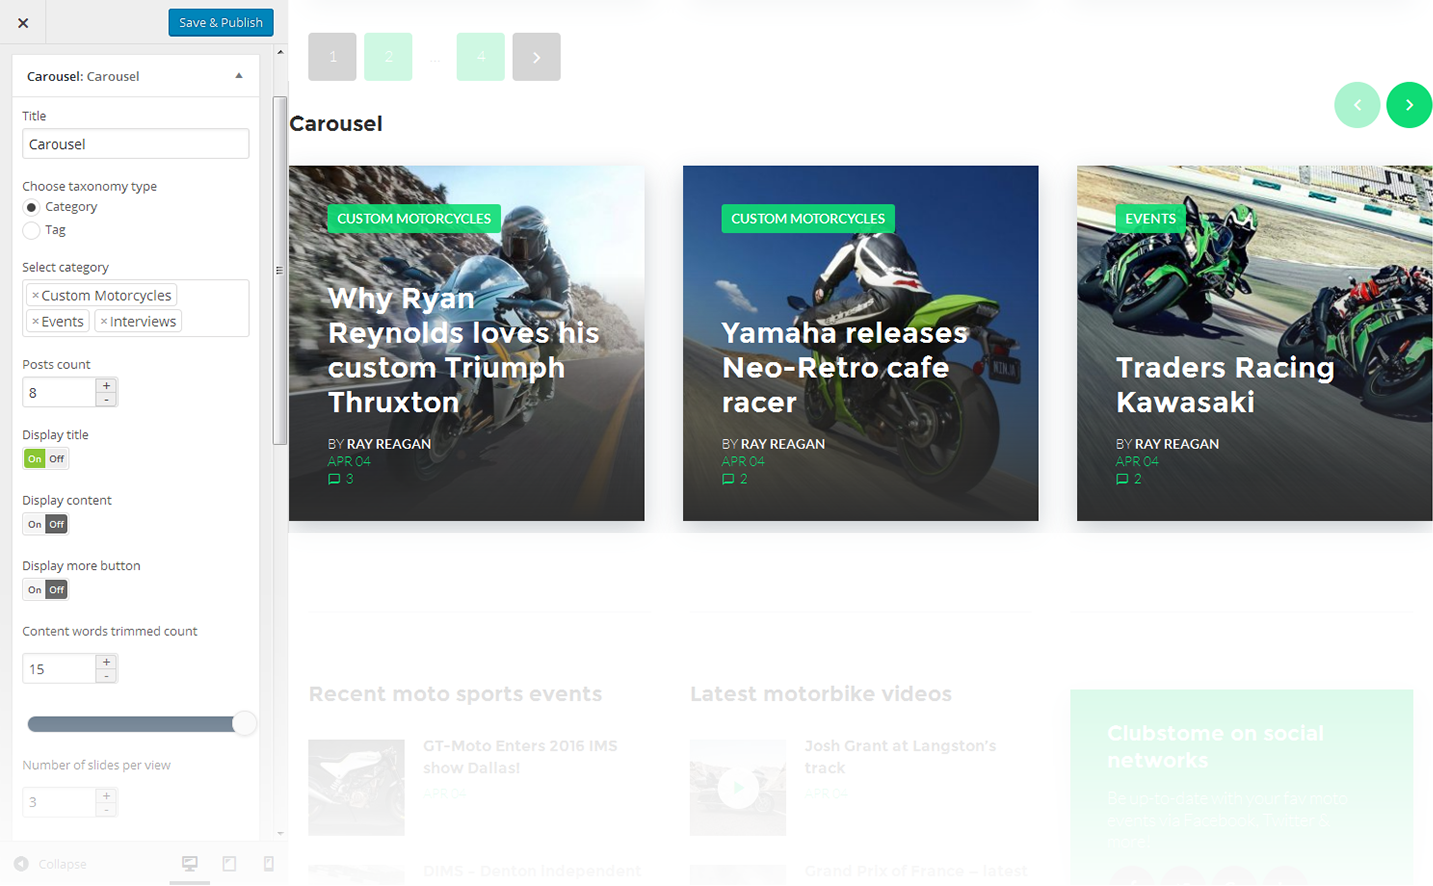 Save & Publish
Carousel: Carousel
Title
Carousel
Choose taxonomy type
Category
Tag
Select category
× Custom Motorcycles
× Events × Interviews
Posts count
8
+
-
Display title
On Off
Display content
On Off
Display more button
On Off
Content words trimmed count
15
+
-
Number of slides per view
3
+
-
Collapse
1 2 ... 4
Carousel
CUSTOM MOTORCYCLES
Why Ryan
Reynolds loves his
custom Triumph
Thruxton
BY RAY REAGAN
APR 04
3
CUSTOM MOTORCYCLES
Yamaha releases
Neo-Retro cafe
racer
BY RAY REAGAN
APR 04
2
EVENTS
Traders Racing
Kawasaki
BY RAY REAGAN
APR 04
2
Recent moto sports events
GT-Moto Enters 2016 IMS
show Dallas!
APR 04
DIMS – Denton Independent
Latest motorbike videos
Josh Grant at Langston's
track
APR 04
Grand Prix of France – latest
Clubstome on social
networks
Be up-to-date with your fav moto
events via Facebook, Twitter &
more!